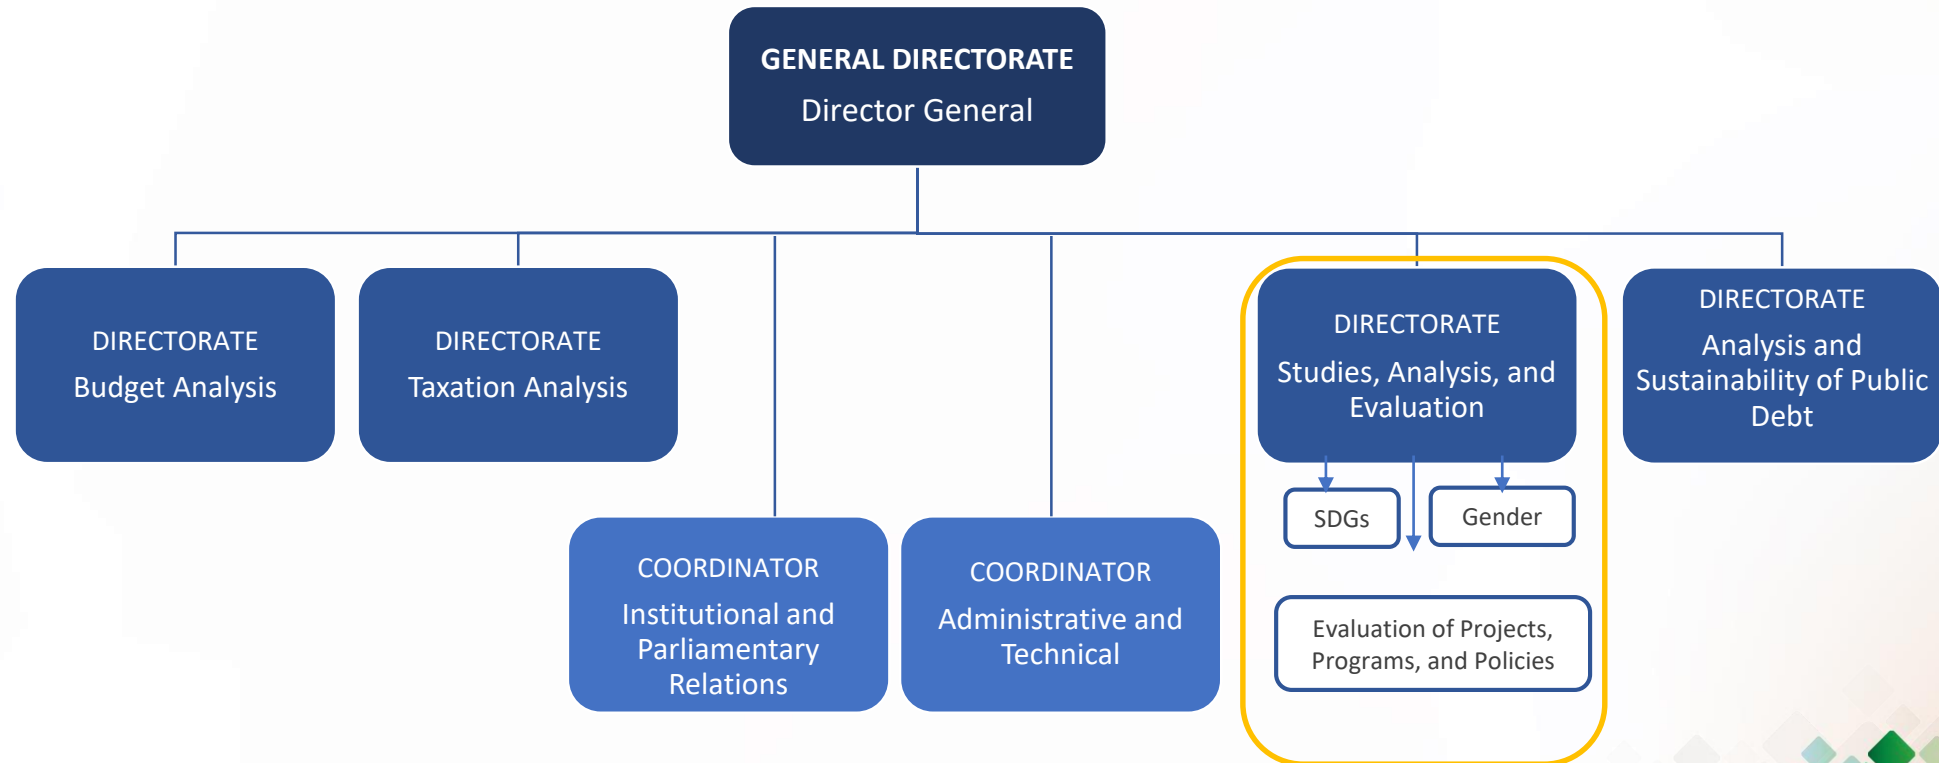 GENERAL DIRECTORATE
Director General
DIRECTORATE
Budget Analysis
DIRECTORATE
Taxation Analysis
COORDINATOR
Institutional and
Parliamentary
Relations
COORDINATOR
Administrative and
Technical
DIRECTORATE
Studies, Analysis, and
Evaluation
SDGs
Gender
Evaluation of Projects,
Programs, and Policies
DIRECTORATE
Analysis and
Sustainability of Public
Debt